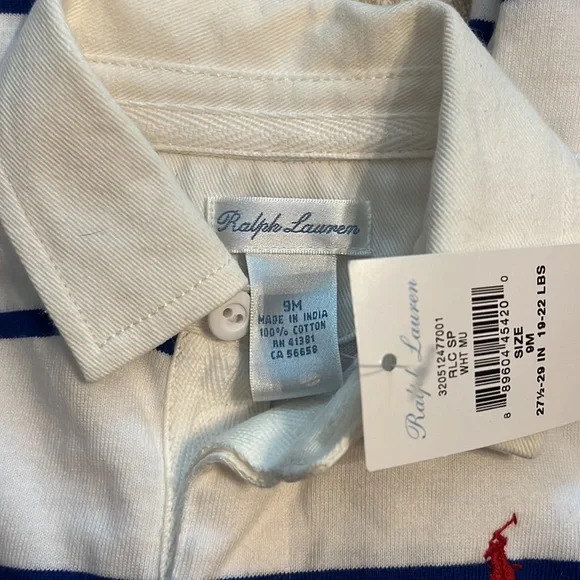 Ralph Lauren
9M
MADE IN INDIA
100% COTTON
RN 41381
CA 56659
Ralph Lauren
320512477001
RLC SP
WHT MU
8 89604 45420 0
SIZE
9M
27½-29 IN 19-22 LBS